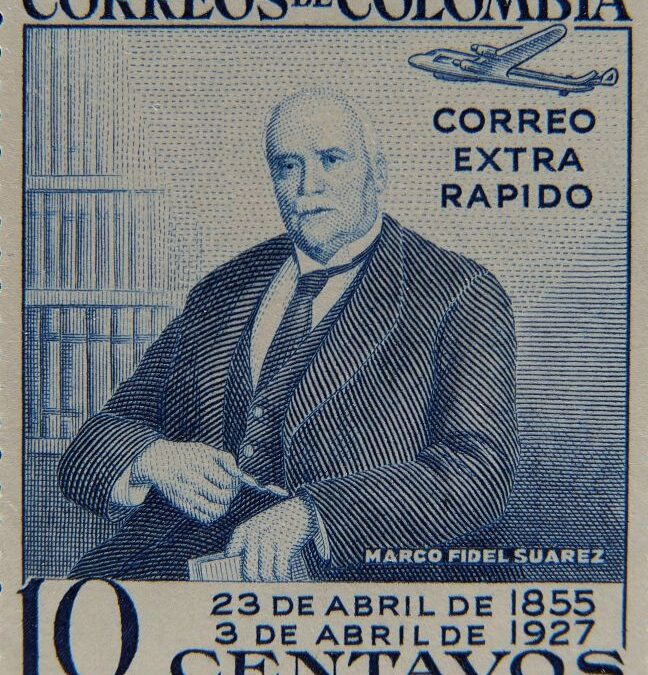 CORREOS DE COLOMBIA
CORREO
EXTRA
RAPIDO
MARCO FIDEL SUAREZ
10
23 DE ABRIL DE 1855
3 DE ABRIL DE 1927
CENTAVOS